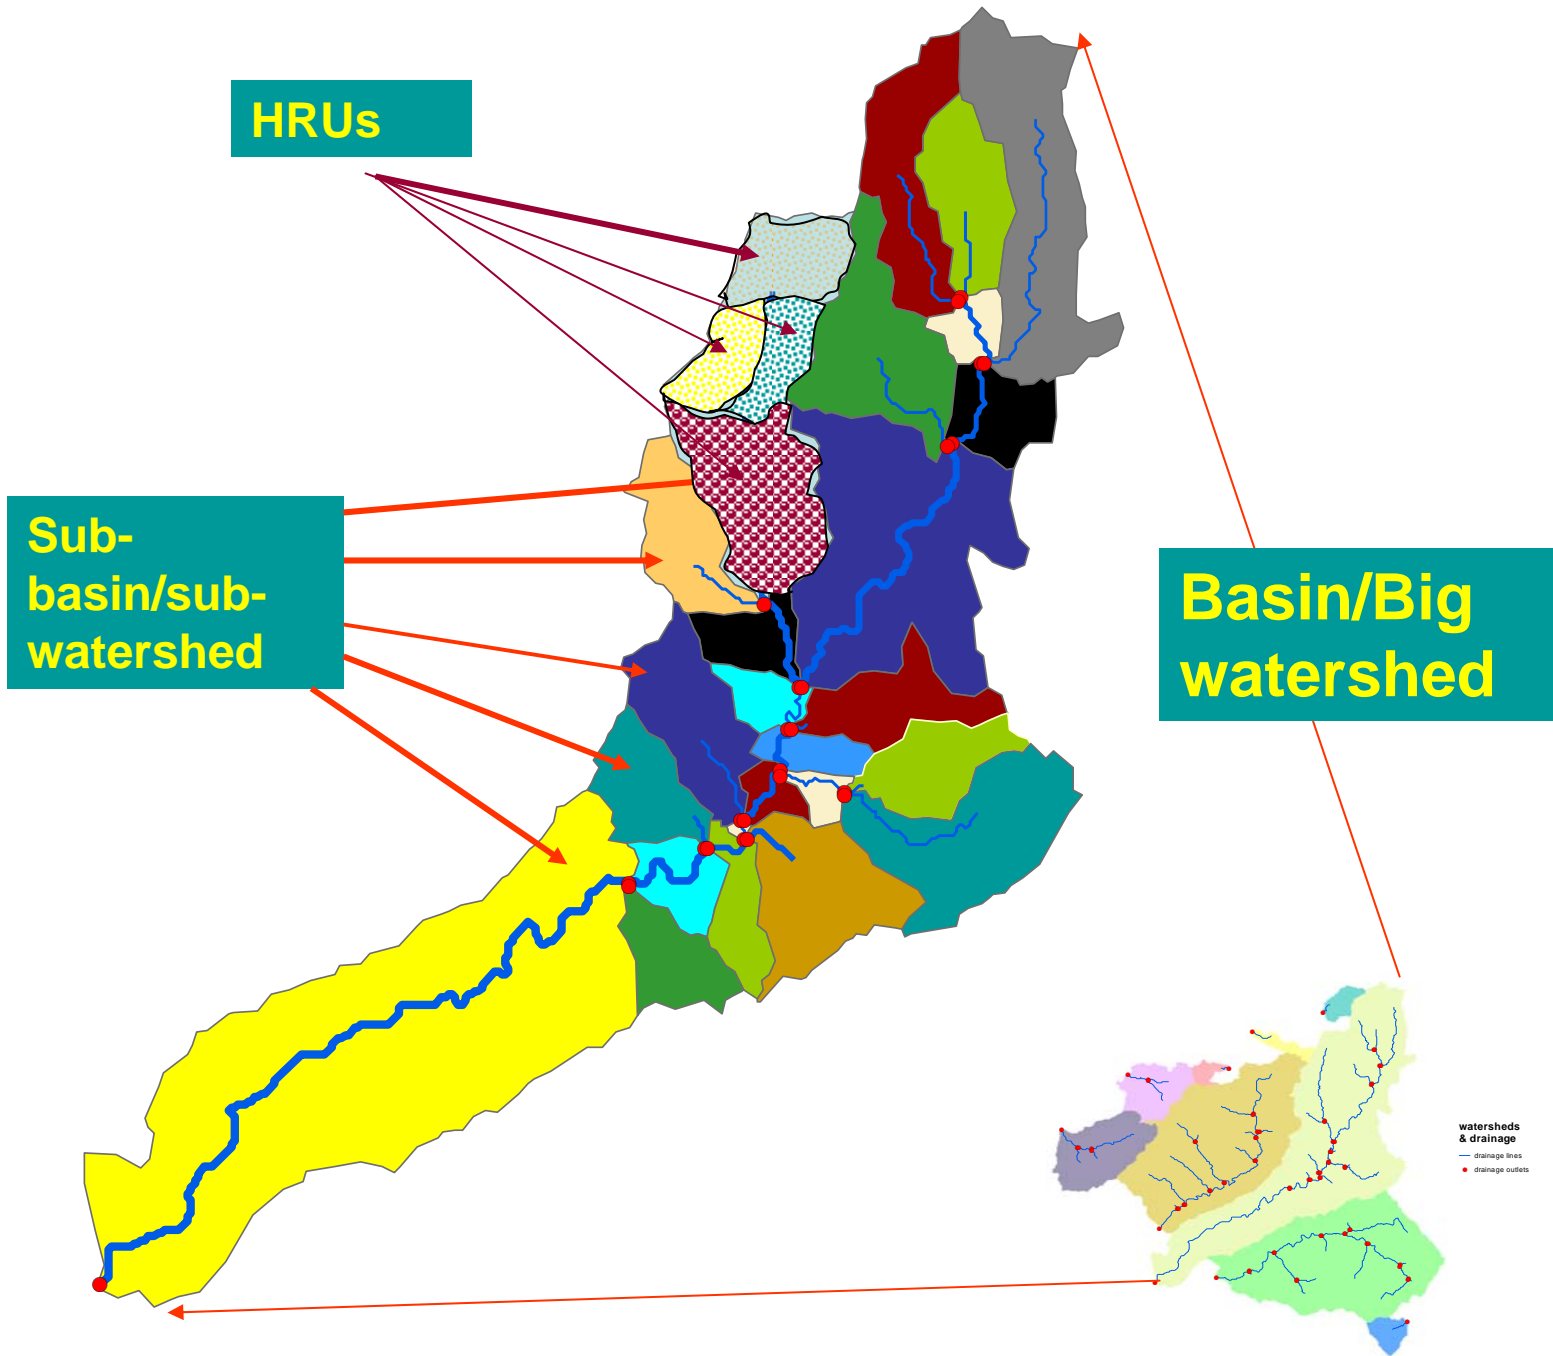 HRUs
Sub-
basin/sub-
watershed
Basin/Big
watershed
watersheds
& drainage
drainage lines
drainage outlets